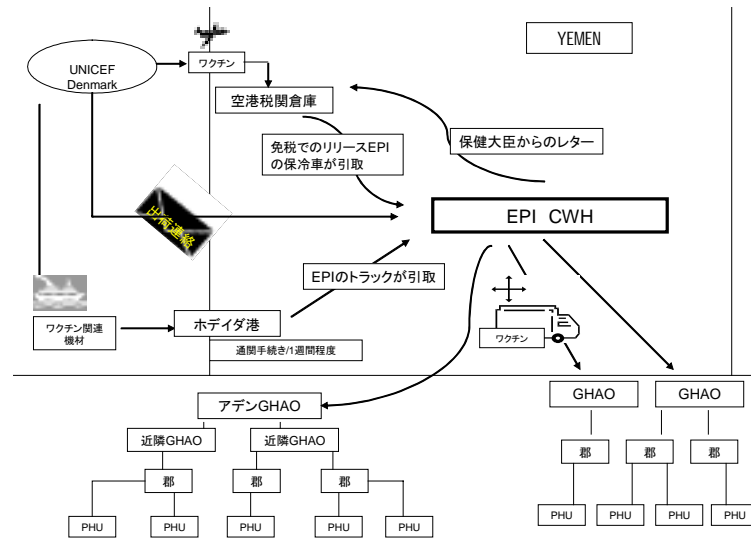 YEMEN
UNICEF
Denmark
ワクチン
空港税関倉庫
免税でのリリースEPI
の保冷車が引取
保健大臣からのレター
出荷連絡
EPI CWH
EPIのトラックが引取
ワクチン関連
機材
ホデイダ港
通関手続き/1週間程度
ワクチン
アデンGHAO
GHAO
GHAO
近隣GHAO
近隣GHAO
郡
郡
郡
郡
郡
郡
PHU
PHU
PHU
PHU
PHU
PHU
PHU
PHU
PHU